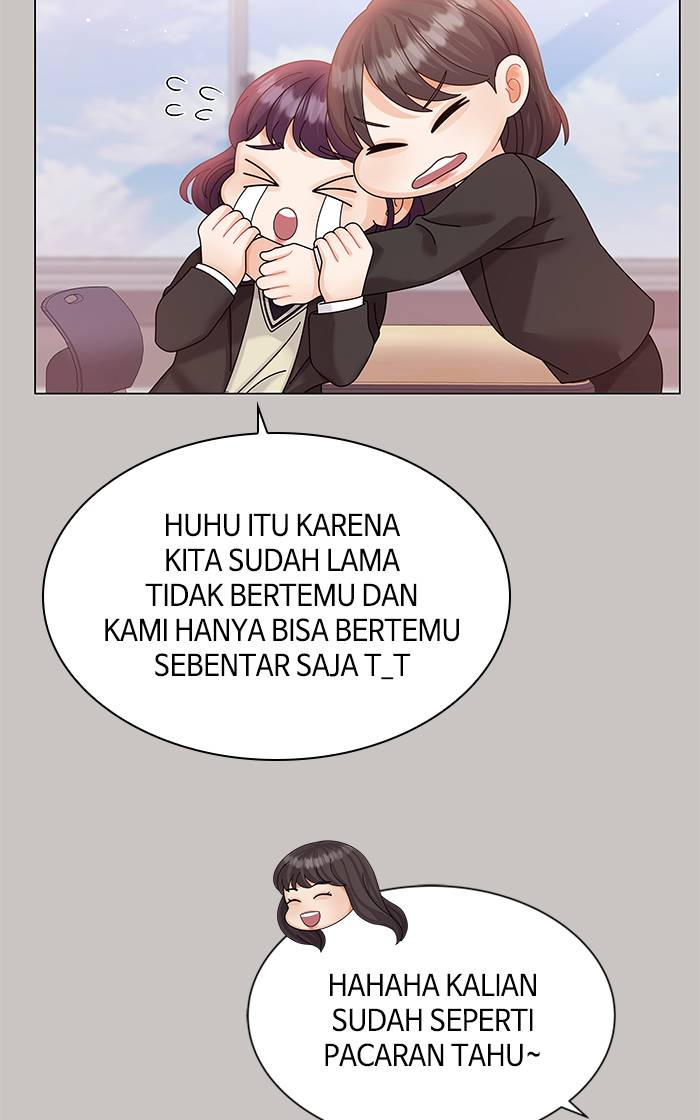 HUHU ITU KARENA
KITA SUDAH LAMA
TIDAK BERTEMU DAN
KAMI HANYA BISA BERTEMU
SEBENTAR SAJA T_T
HAHAHA KALIAN
SUDAH SEPERTI
PACARAN TAHU~